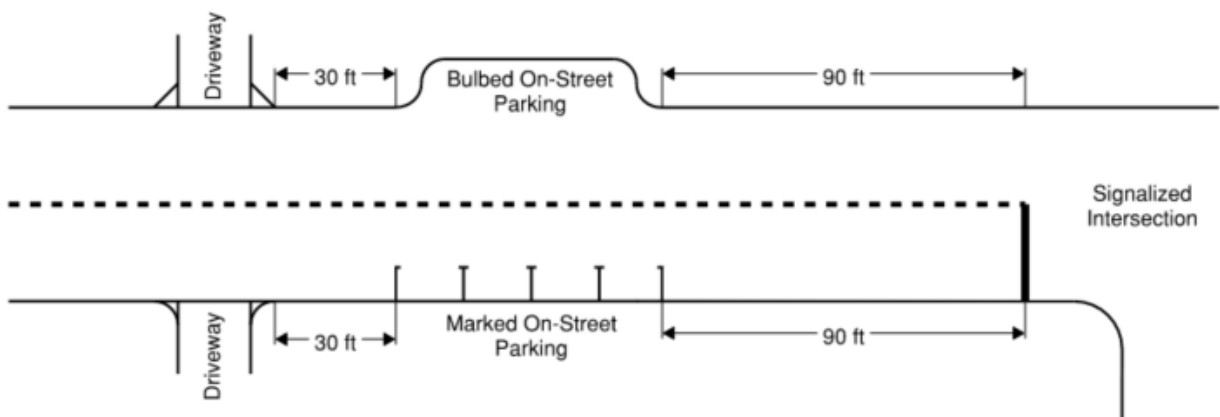 Driveway
30 ft
Bulbed On-Street
Parking
90 ft
Signalized
Intersection
Driveway
30 ft
Marked On-Street
Parking
90 ft